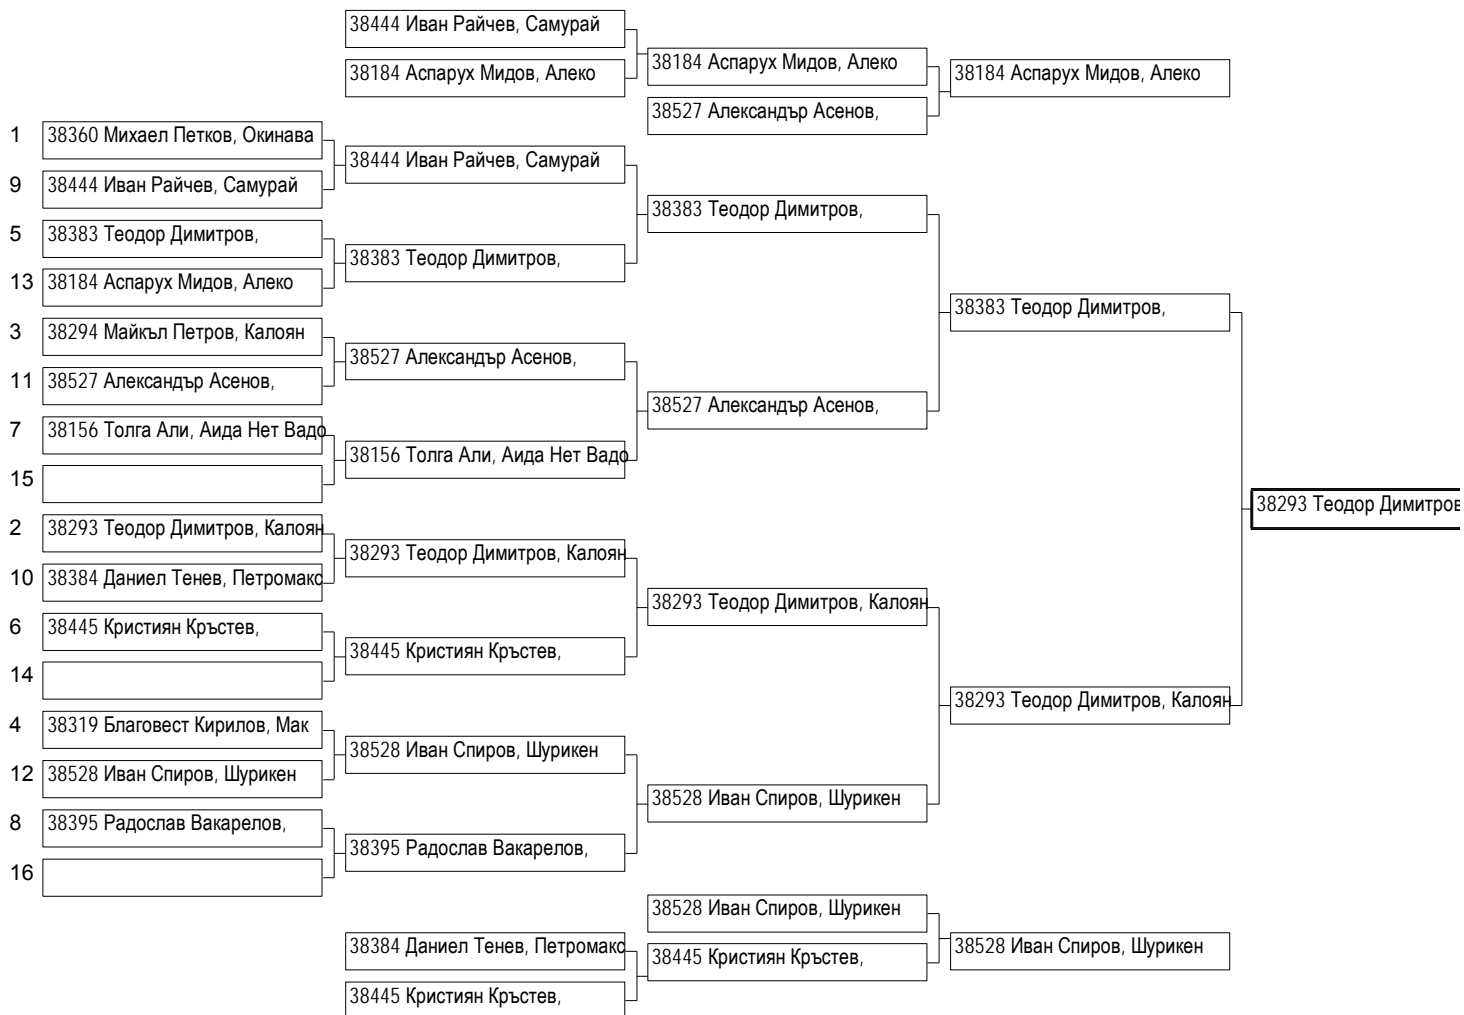 38444 Иван Райчев, Самурай
38184 Аспарух Мидов, Алеко
38184 Аспарух Мидов, Алеко
38184 Аспарух Мидов, Алеко
38527 Александър Асенов,
1 38360 Михаел Петков, Окинава
38444 Иван Райчев, Самурай
9 38444 Иван Райчев, Самурай
38383 Теодор Димитров,
5 38383 Теодор Димитров,
38383 Теодор Димитров,
13 38184 Аспарух Мидов, Алеко
38383 Теодор Димитров,
3 38294 Майкъл Петров, Калоян
38527 Александър Асенов,
11 38527 Александър Асенов,
38527 Александър Асенов,
7 38156 Толга Али, Аида Нет Вадо
38156 Толга Али, Аида Нет Вадо
15
38293 Теодор Димитров
2 38293 Теодор Димитров, Калоян
38293 Теодор Димитров, Калоян
10 38384 Даниел Тенев, Петромакс
38293 Теодор Димитров, Калоян
6 38445 Кристиян Кръстев,
38445 Кристиян Кръстев,
14
38293 Теодор Димитров, Калоян
4 38319 Благовест Кирилов, Мак
38528 Иван Спиров, Шурикен
12 38528 Иван Спиров, Шурикен
38528 Иван Спиров, Шурикен
8 38395 Радослав Вакарелов,
38395 Радослав Вакарелов,
16
38528 Иван Спиров, Шурикен
38384 Даниел Тенев, Петромакс
38445 Кристиян Кръстев,
38528 Иван Спиров, Шурикен
38445 Кристиян Кръстев,